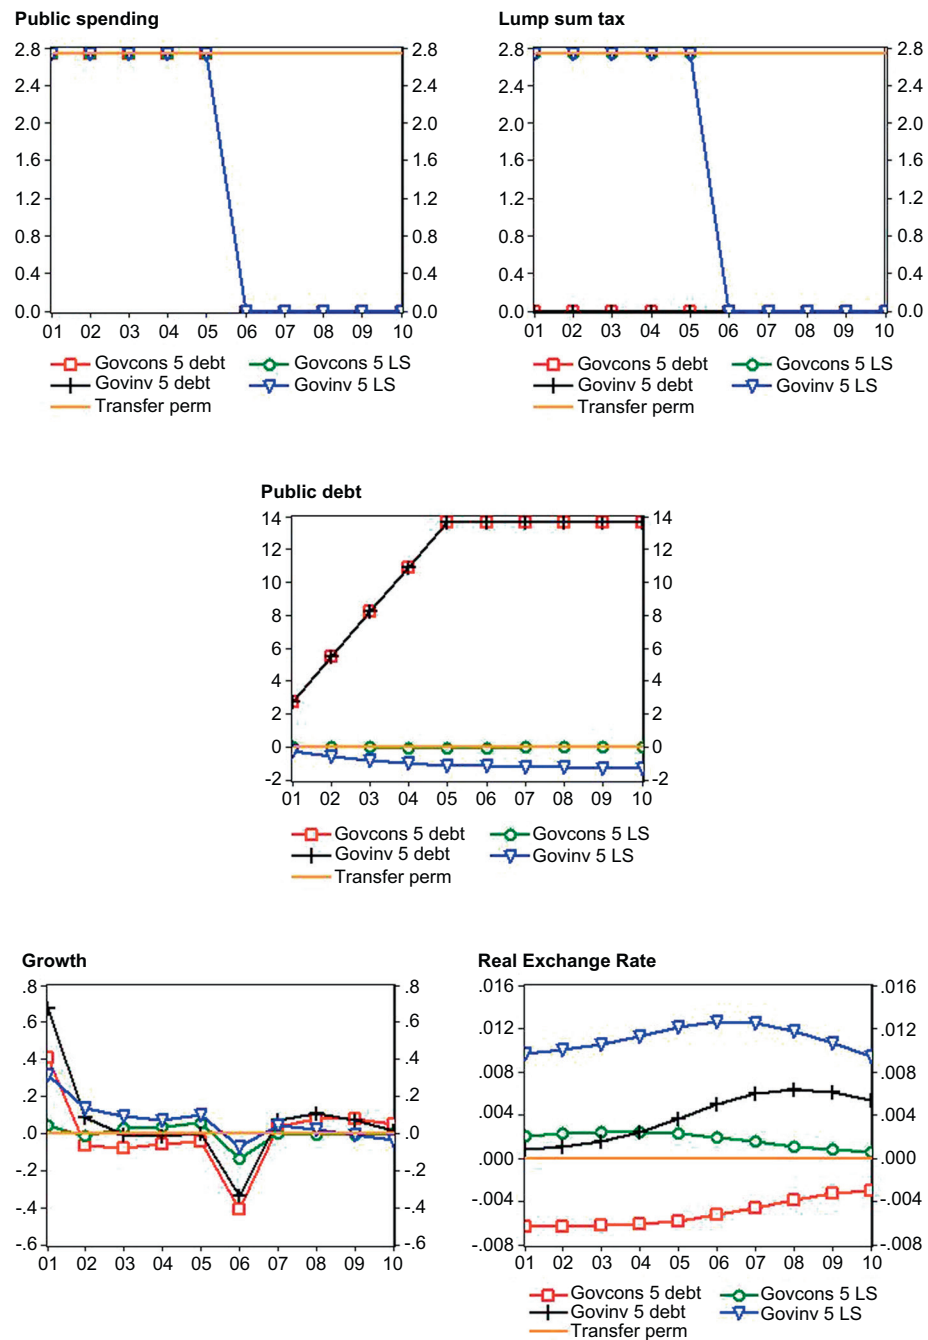 Public spending
2.8 2.8
2.4 2.4
2.0 2.0
1.6 1.6
1.2 1.2
0.8 0.8
0.4 0.4
0.0 0.0
01 02 03 04 05 06 07 08 09 10
Govcons 5 debt Govcons 5 LS
Govinv 5 debt Govinv 5 LS
Transfer perm
Lump sum tax
2.8 2.8
2.4 2.4
2.0 2.0
1.6 1.6
1.2 1.2
0.8 0.8
0.4 0.4
0.0 0.0
01 02 03 04 05 06 07 08 09 10
Govcons 5 debt Govcons 5 LS
Govinv 5 debt Govinv 5 LS
Transfer perm
Public debt
14 14
12 12
10 10
8 8
6 6
4 4
2 2
0 0
-2 -2
01 02 03 04 05 06 07 08 09 10
Govcons 5 debt Govcons 5 LS
Govinv 5 debt Govinv 5 LS
Transfer perm
Growth
.8 .8
.6 .6
.4 .4
.2 .2
.0 .0
-.2 -.2
-.4 -.4
-.6 -.6
01 02 03 04 05 06 07 08 09 10
Real Exchange Rate
.016 .016
.012 .012
.008 .008
.004 .004
.000 .000
-.004 -.004
-.008 -.008
01 02 03 04 05 06 07 08 09 10
Govcons 5 debt Govcons 5 LS
Govinv 5 debt Govinv 5 LS
Transfer perm